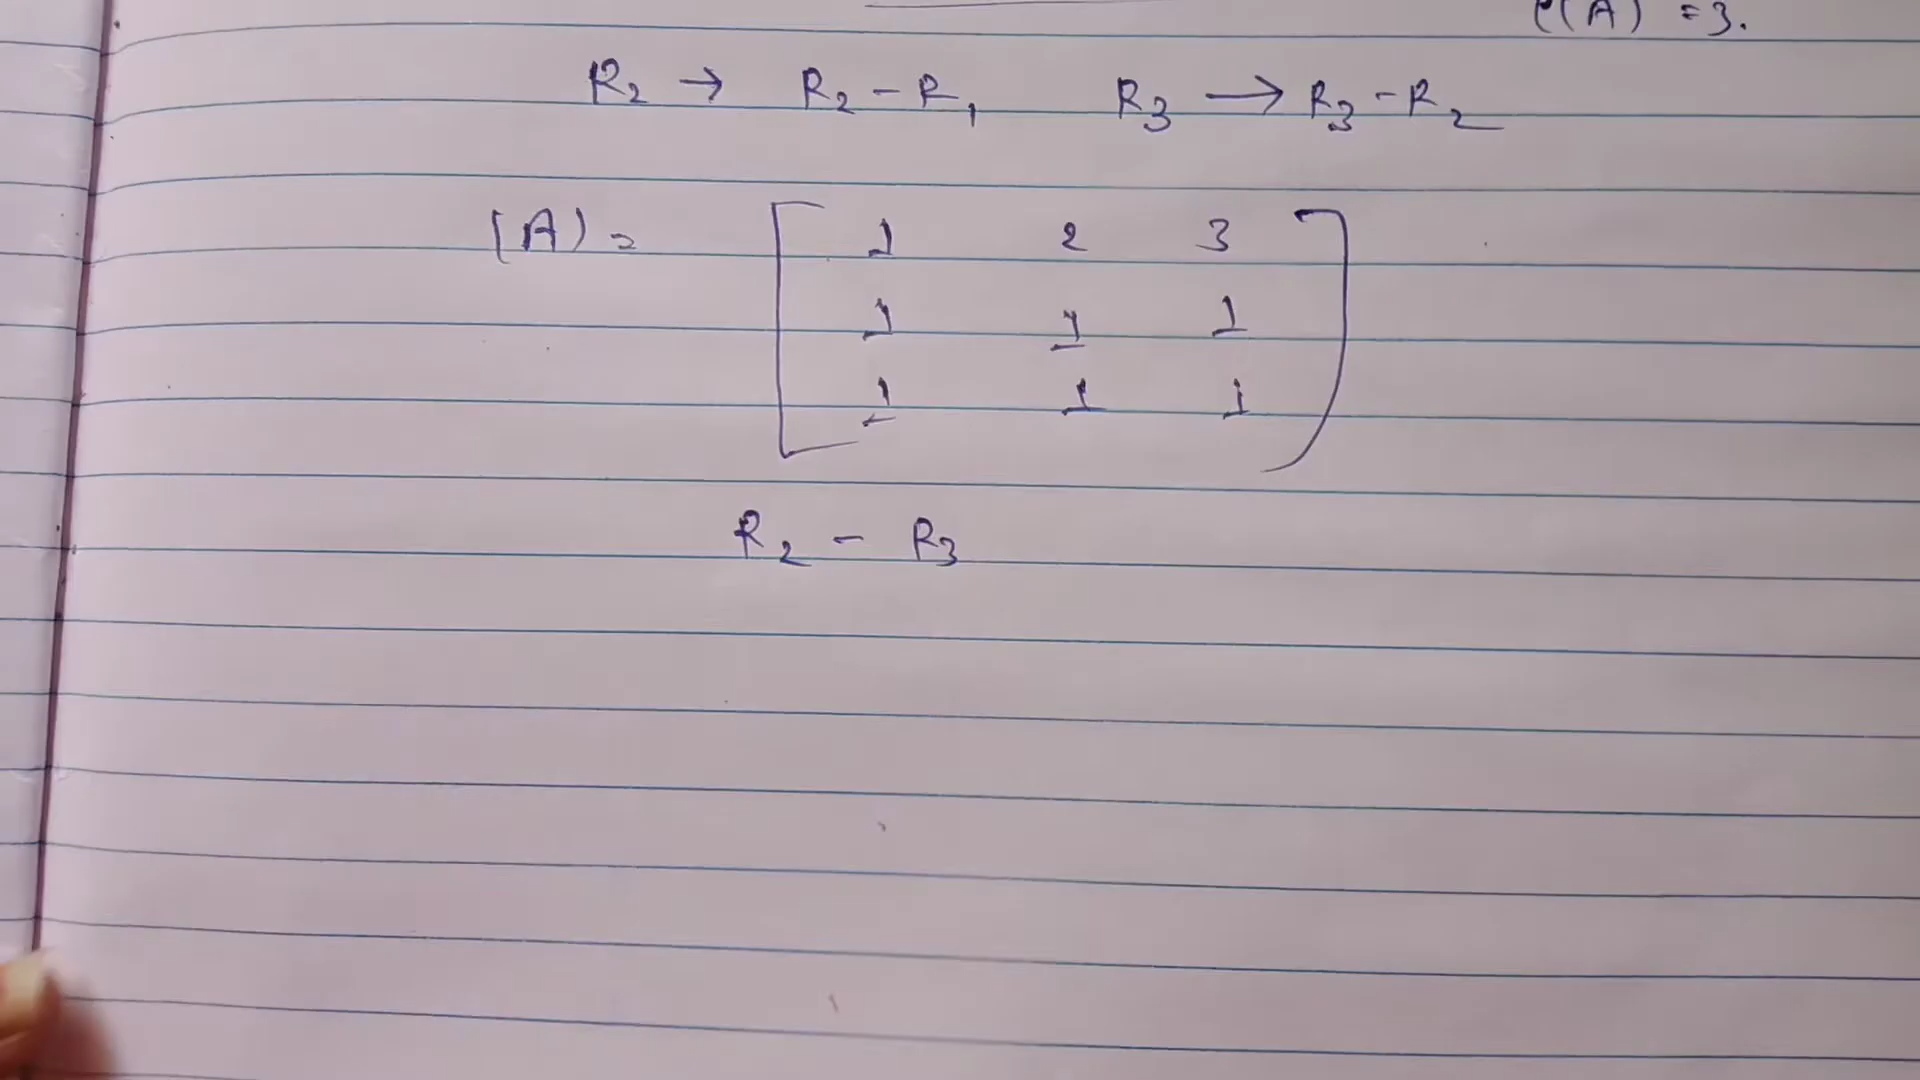 ρ(A) = 3.
R₂ → R₂ - R₁ R₃ → R₃ - R₂
(A) =
1 2 3
1 1 1
1 1 1
R₂ - R₃